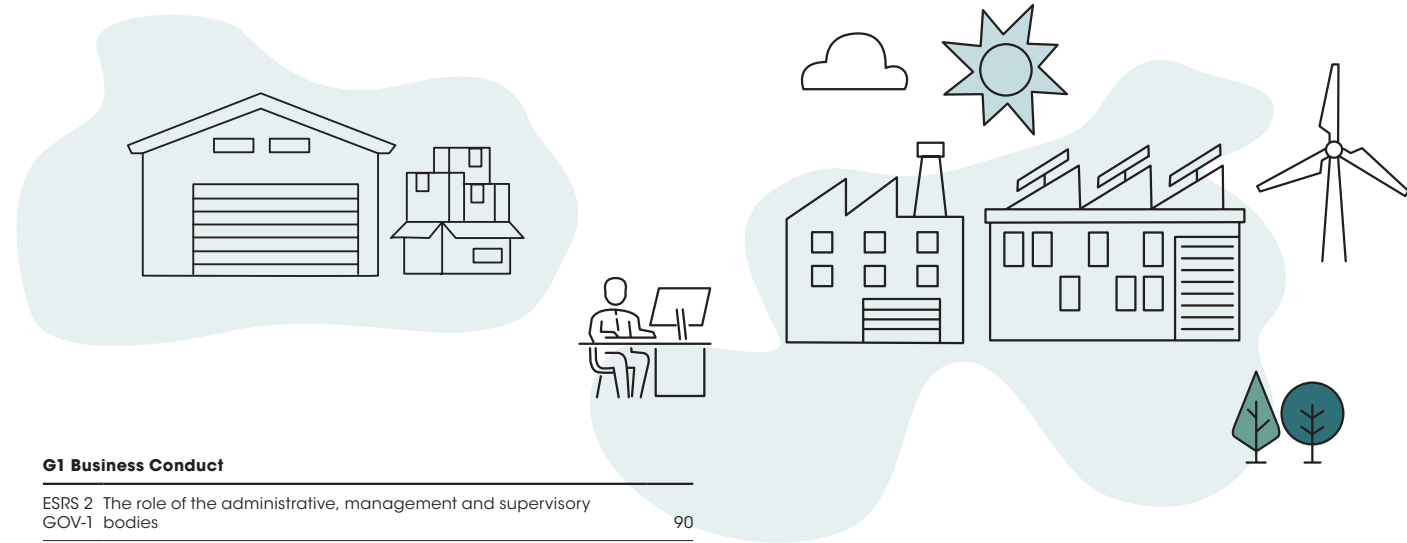 G1 Business Conduct
ESRS 2 The role of the administrative, management and supervisory
GOV-1 bodies 90